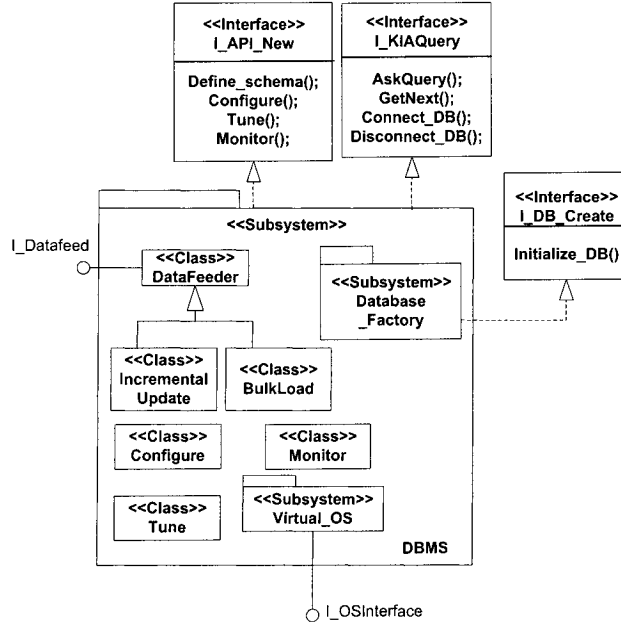 <<Interface>>
I_API_New
Define_schema();
Configure();
Tune();
Monitor();
<<Interface>>
I_KIAQuery
AskQuery();
GetNext();
Connect_DB();
Disconnect_DB();
<<Interface>>
I_DB_Create
Initialize_DB()
<<Subsystem>>
I_Datafeed
<<Class>>
DataFeeder
<<Subsystem>>
Database
_Factory
<<Class>>
Incremental
Update
<<Class>>
BulkLoad
<<Class>>
Configure
<<Class>>
Monitor
<<Class>>
Tune
<<Subsystem>>
Virtual_OS
DBMS
I_OSInterface